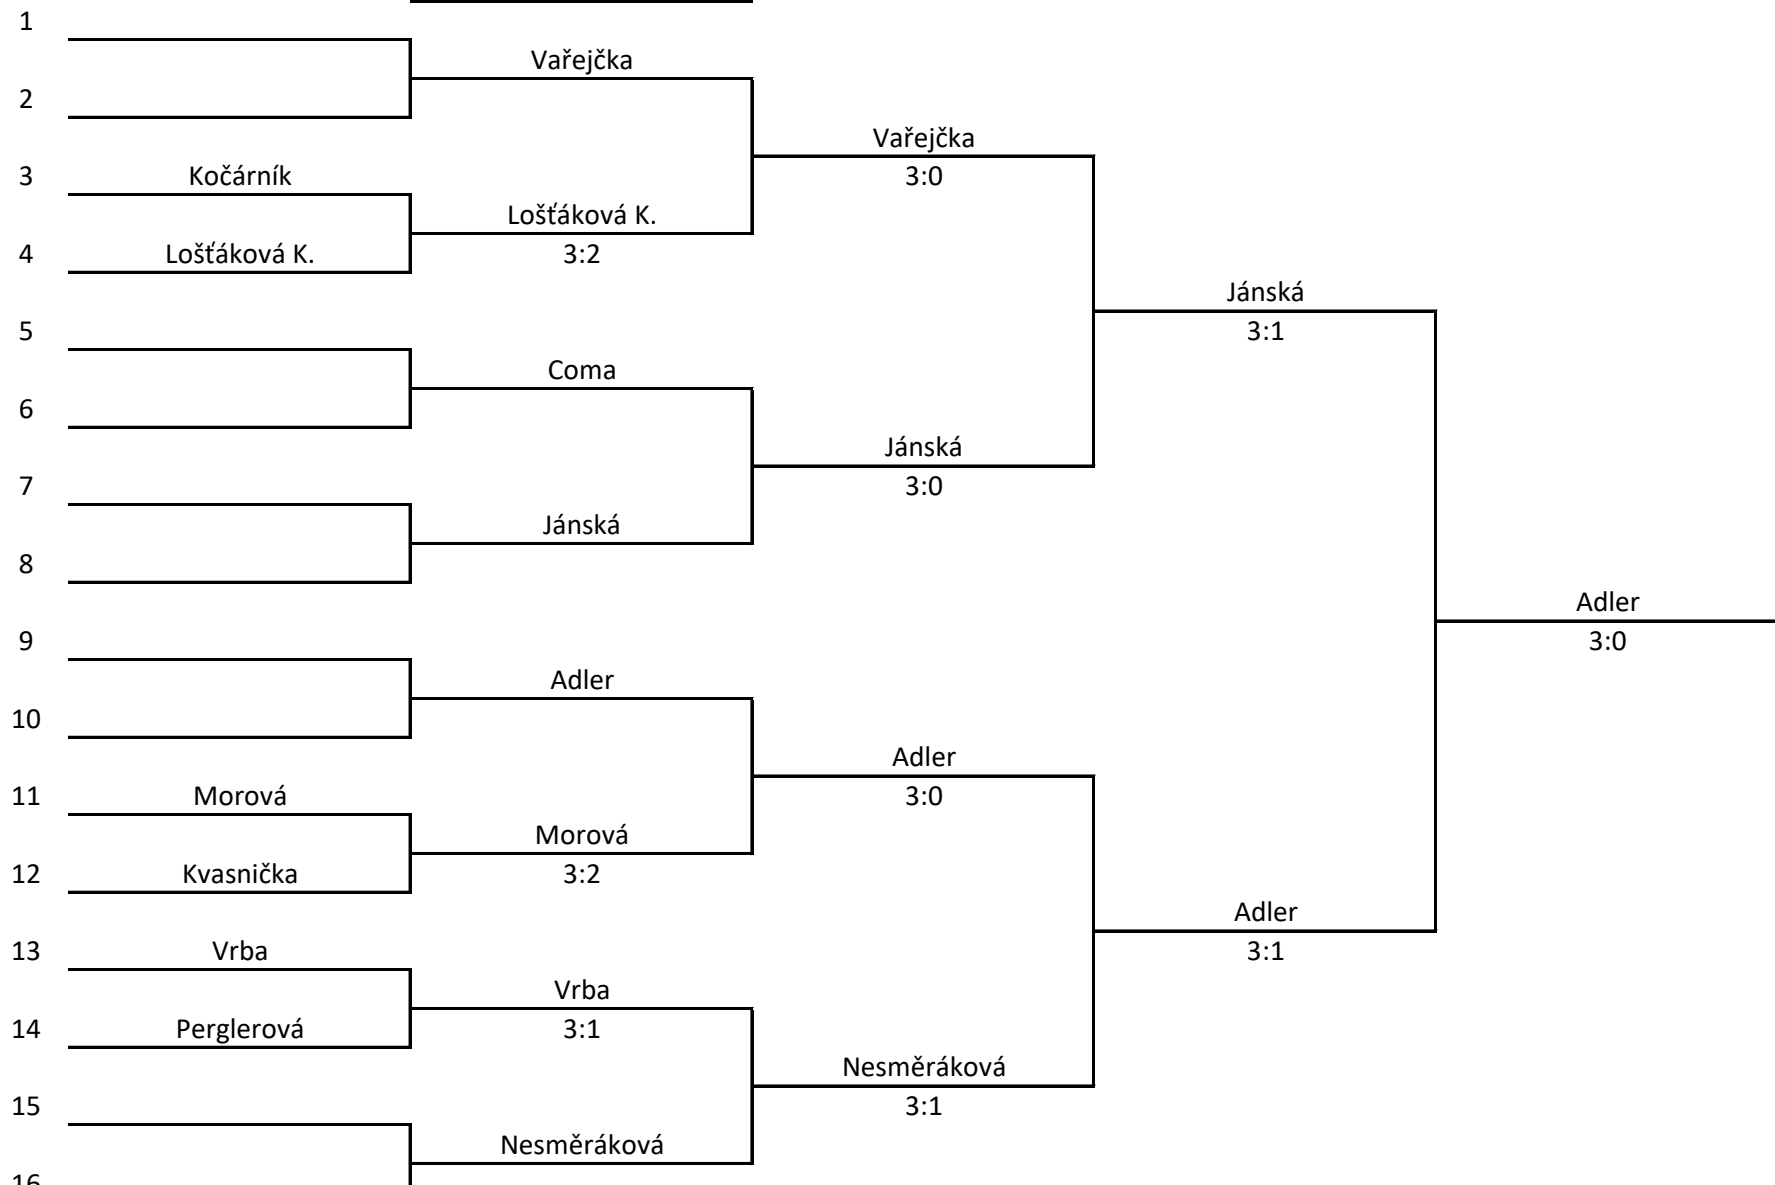 1
Vařejčka
2
Vařejčka
3 Kočárník 3:0
Lošťáková K.
4 Lošťáková K. 3:2
Jánská
5 3:1
Coma
6
Jánská
7 3:0
Jánská
8
Adler
9 3:0
Adler
10
Adler
11 Morová 3:0
Morová
12 Kvasnička 3:2
Adler
13 Vrba 3:1
Vrba
14 Perglerová 3:1
Nesměráková
15 3:1
Nesměráková
16